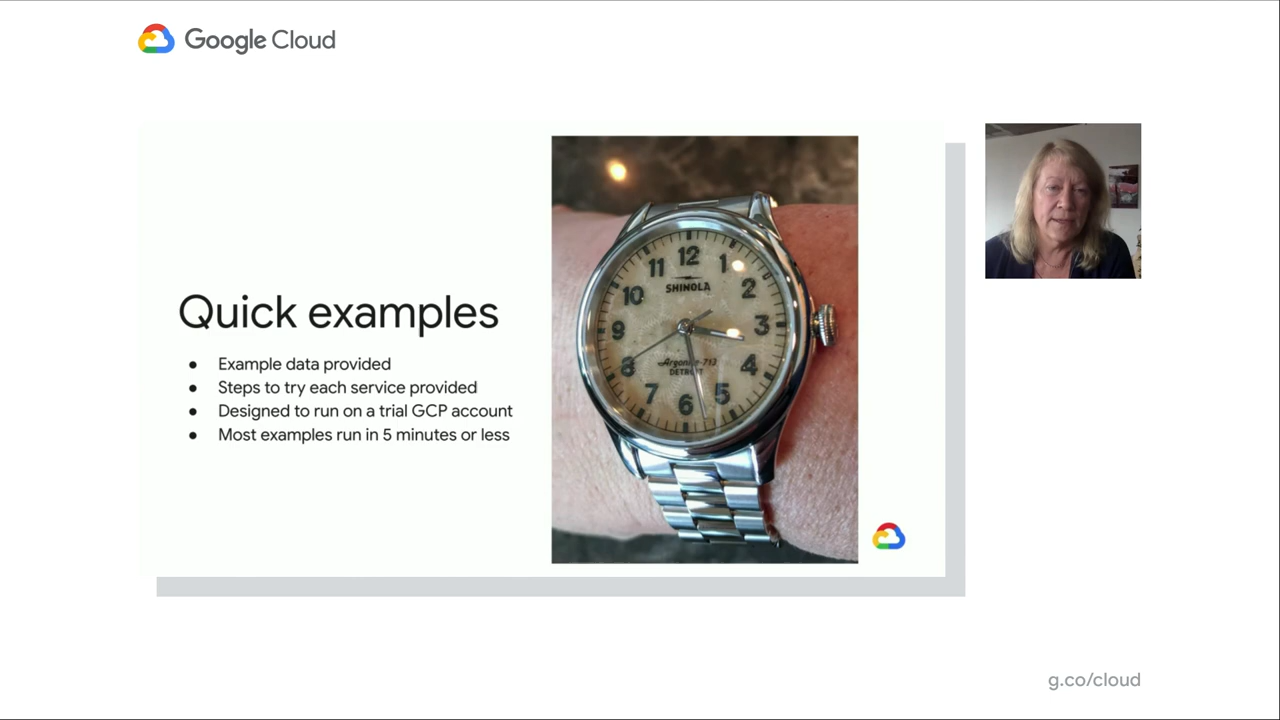 Google Cloud
Quick examples
● Example data provided
● Steps to try each service provided
● Designed to run on a trial GCP account
● Most examples run in 5 minutes or less
12
11 1
SHINOLA
10 2
9 3
8 4
DETROIT
7 5
6
g.co/cloud